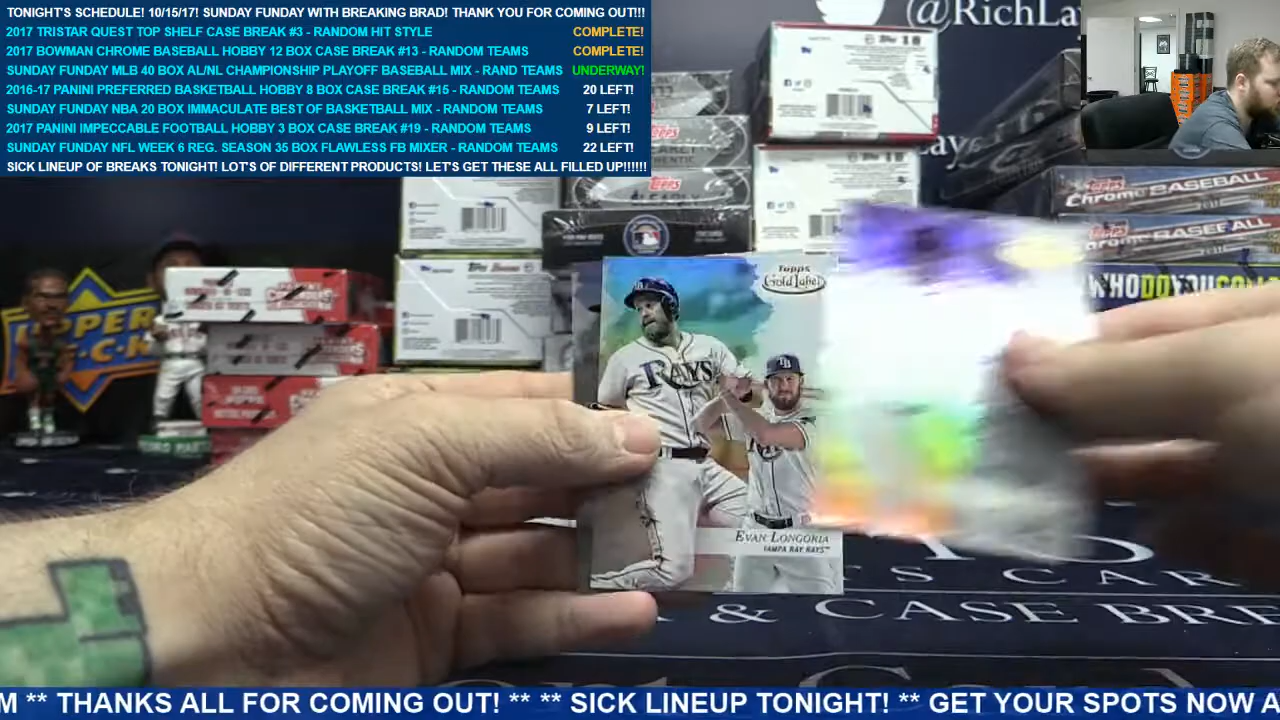 TONIGHT'S SCHEDULE! 10/15/17! SUNDAY FUNDAY WITH BREAKING BRAD! THANK YOU FOR COMING OUT!!!
2017 TRISTAR QUEST TOP SHELF CASE BREAK #3 - RANDOM HIT STYLE COMPLETE!
2017 BOWMAN CHROME BASEBALL HOBBY 12 BOX CASE BREAK #13 - RANDOM TEAMS COMPLETE!
SUNDAY FUNDAY MLB 40 BOX AL/NL CHAMPIONSHIP PLAYOFF BASEBALL MIX - RAND TEAMS UNDERWAY!
2016-17 PANINI PREFERRED BASKETBALL HOBBY 8 BOX CASE BREAK #15 - RANDOM TEAMS 20 LEFT!
SUNDAY FUNDAY NBA 20 BOX IMMACULATE BEST OF BASKETBALL MIX - RANDOM TEAMS 7 LEFT!
2017 PANINI IMPECCABLE FOOTBALL HOBBY 3 BOX CASE BREAK #19 - RANDOM TEAMS 9 LEFT!
SUNDAY FUNDAY NFL WEEK 6 REG. SEASON 35 BOX FLAWLESS FB MIXER - RANDOM TEAMS 22 LEFT!
SICK LINEUP OF BREAKS TONIGHT! LOT'S OF DIFFERENT PRODUCTS! LET'S GET THESE ALL FILLED UP!!!!!!
@RichLa
Topps
Chrome BASEBALL
Topps
Chrome BASEBALL
UPPER
Topps
Gold Label
RAYS
TB
EVAN LONGORIA
TAMPA BAY RAYS™
S CAR
& CASE BRE
M ** THANKS ALL FOR COMING OUT! ** ** SICK LINEUP TONIGHT! ** GET YOUR SPOTS NOW A